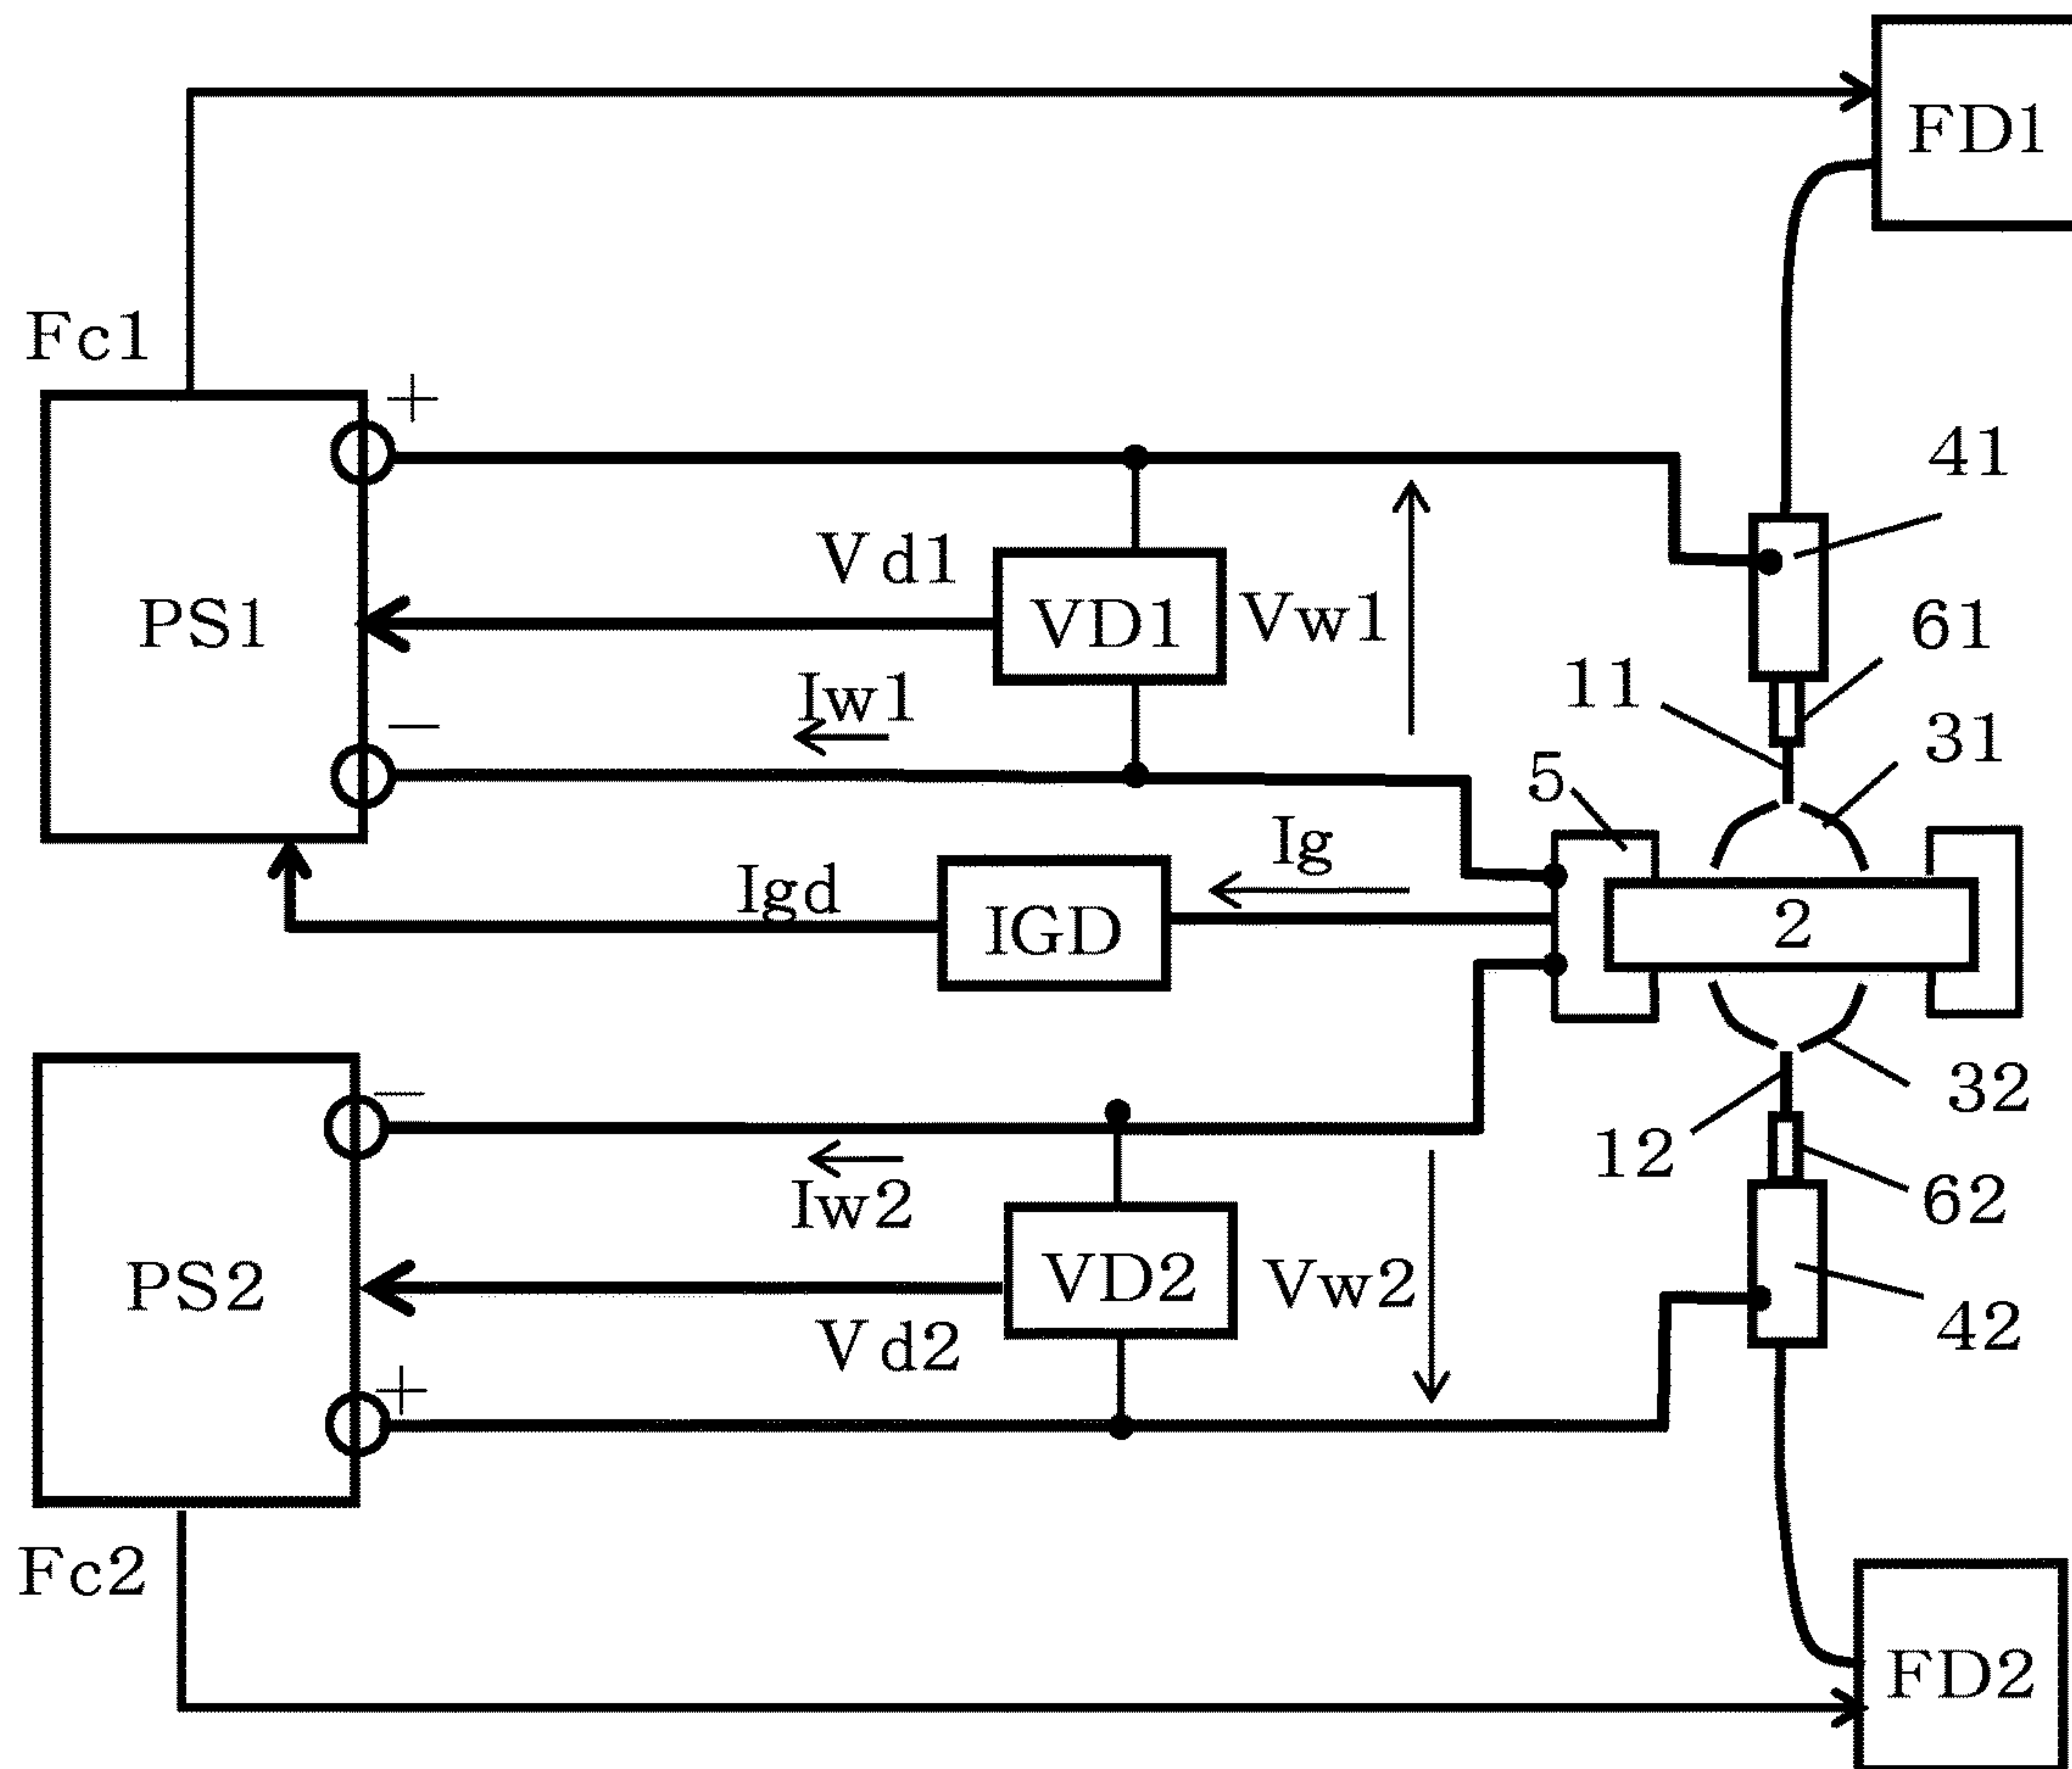 FD1
Fc1
+
41
Vd1
PS1
VD1
Vw1
61
11
Iw1
31
−
5
Ig
Igd
IGD
2
−
32
12
Iw2
62
PS2
VD2
Vw2
42
Vd2
+
Fc2
FD2